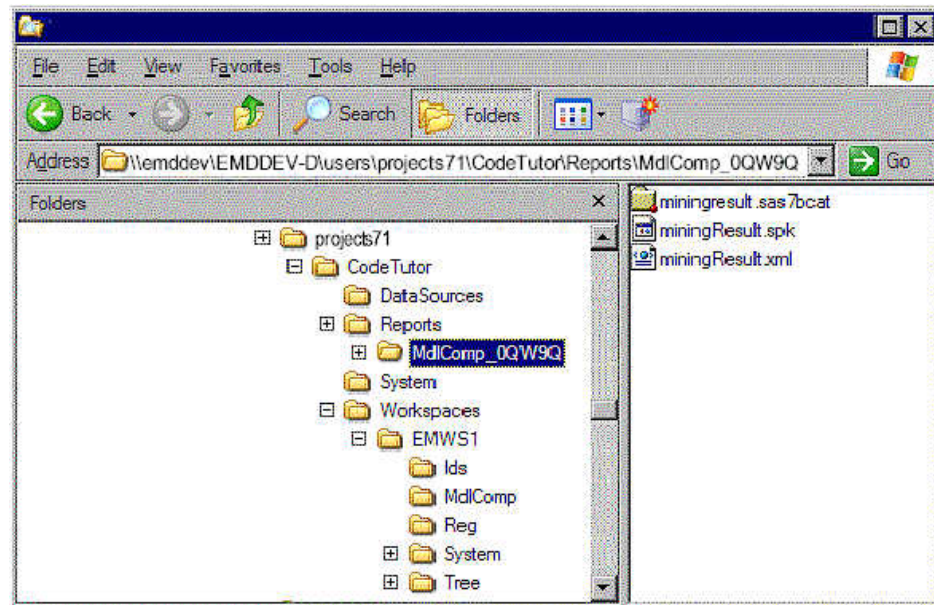 File Edit View Favorites Tools Help
Back Search Folders
Address \\emddev\EMDDEV-D\users\projects71\CodeTutor\Reports\MdlComp_0QW9Q Go
Folders
projects71
CodeTutor
DataSources
Reports
MdlComp_0QW9Q
System
Workspaces
EMWS1
Ids
MdlComp
Reg
System
Tree
miningresult.sas7bcat
miningResult.spk
miningResult.xml